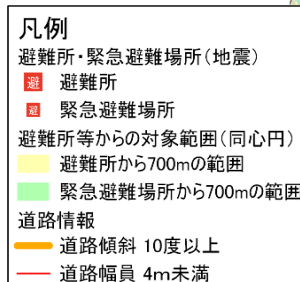 凡例
避難所・緊急避難場所（地震）
避 避難所
避 緊急避難場所
避難所等からの対象範囲（同心円）
避難所から700mの範囲
緊急避難場所から700mの範囲
道路情報
道路傾斜 10度以上
道路幅員 4m未満